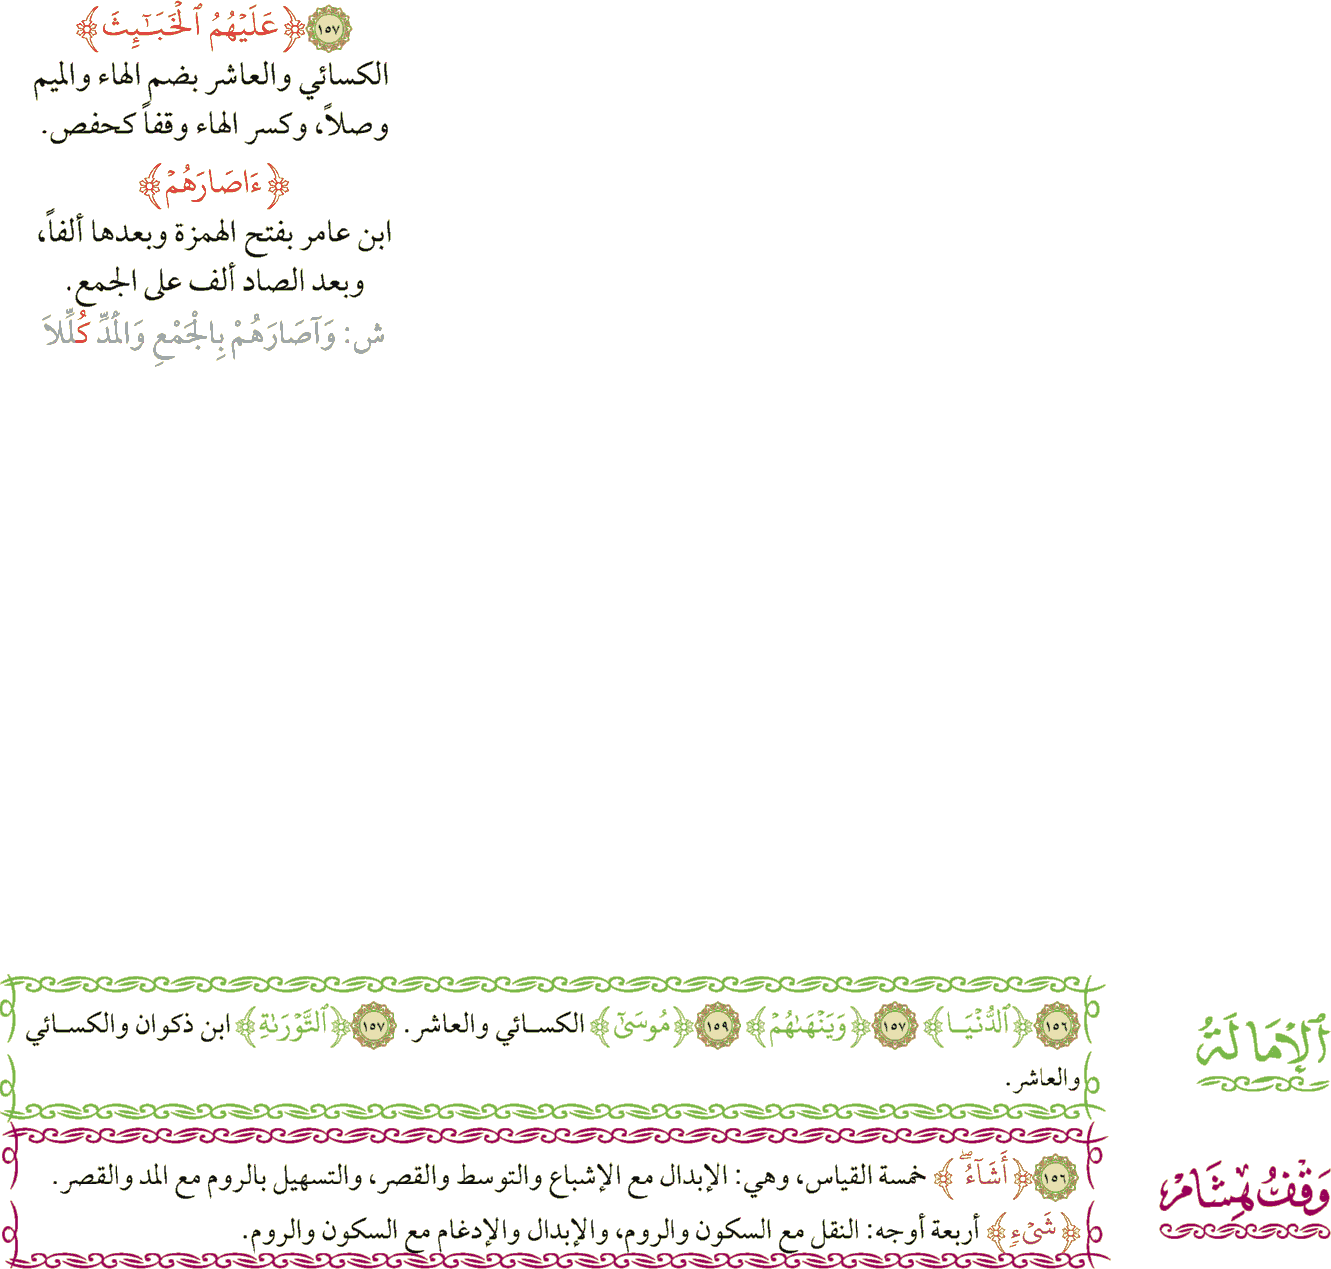 ١٥٧ ﴿عَلَيْهُمُ ٱلْخَبَـٰٓئِثَ﴾
الكسائي والعاشر بضم الهاء والميم
وصلاً، وكسر الهاء وقفاً كحفص.
﴿ءَاصَارَهُمْ﴾
ابن عامر بفتح الهمزة وبعدها ألفاً،
وبعد الصاد ألف على الجمع.
ش: وَآصَارَهُمْ بِالْجَمْعِ وَالْمَدِّ كُلِّلاَ
ٱلْإِمَالَةُ
١٥٦ ﴿ٱلدُّنْيَـا﴾ ١٥٧ ﴿وَيَنْهَىٰهُمْ﴾ ١٥٩ ﴿مُوسَىٰٓ﴾ الكسـائي والعاشر. ١٥٧ ﴿ٱلتَّوْرَىٰةِ﴾ ابن ذكوان والكسـائي
والعاشر.
وَقْفُ هِشَامْ
١٥٦ ﴿أَشَآءُۖ﴾ خمسة القياس، وهي: الإبدال مع الإشباع والتوسط والقصر، والتسهيل بالروم مع المد والقصر.
﴿شَىْءٍ﴾ أربعة أوجه: النقل مع السكون والروم، والإبدال والإدغام مع السكون والروم.